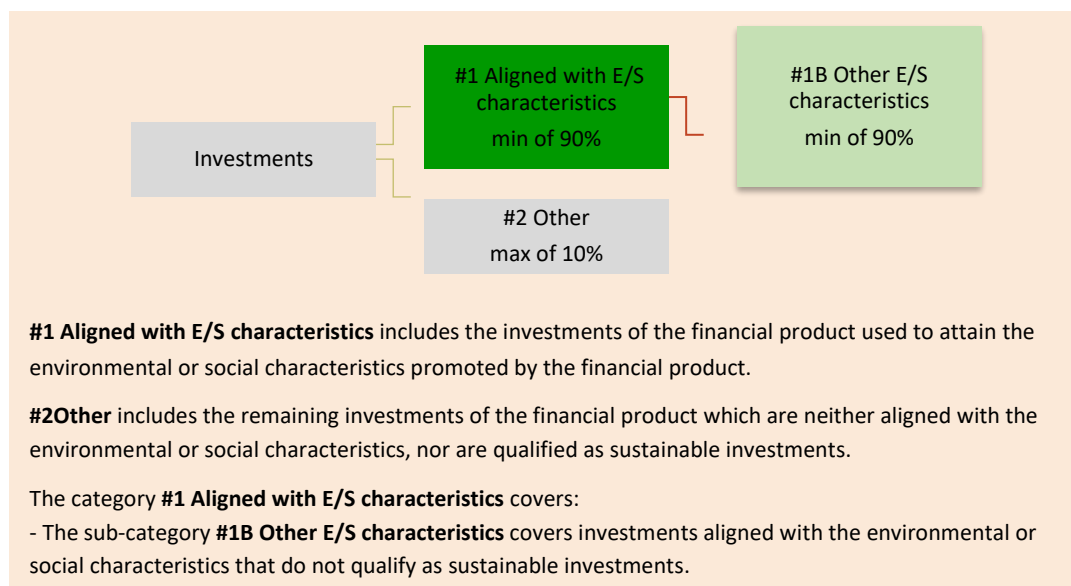 #1 Aligned with E/S
characteristics
min of 90%
#1B Other E/S
characteristics
min of 90%
Investments
#2 Other
max of 10%
#1 Aligned with E/S characteristics includes the investments of the financial product used to attain the
environmental or social characteristics promoted by the financial product.
#2Other includes the remaining investments of the financial product which are neither aligned with the
environmental or social characteristics, nor are qualified as sustainable investments.
The category #1 Aligned with E/S characteristics covers:
- The sub-category #1B Other E/S characteristics covers investments aligned with the environmental or
social characteristics that do not qualify as sustainable investments.